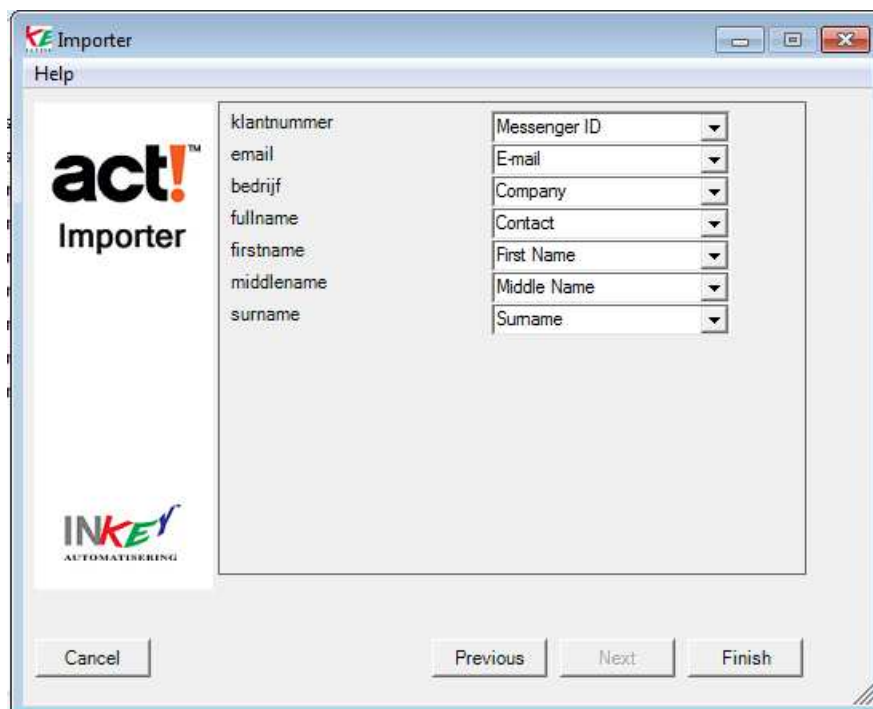 KE Importer
Help
act!™
Importer
klantnummer Messenger ID
email E-mail
bedrijf Company
fullname Contact
firstname First Name
middlename Middle Name
surname Surname
INKEY
AUTOMATISERING
Cancel Previous Next Finish